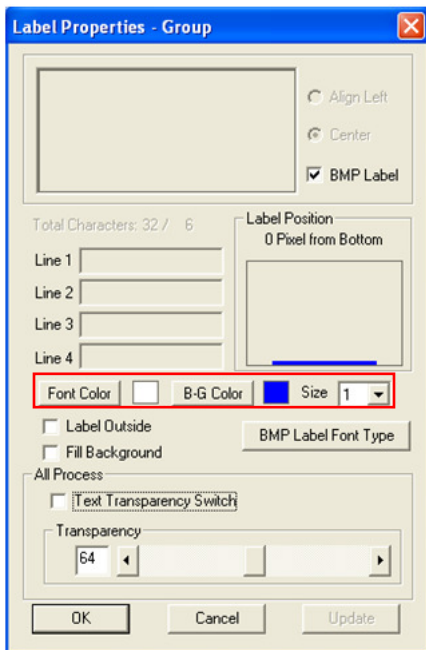 Label Properties - Group
Align Left
Center
BMP Label
Total Characters: 32 / 6
Label Position
0 Pixel from Bottom
Line 1
Line 2
Line 3
Line 4
Font Color B-G Color Size 1
Label Outside
Fill Background
BMP Label Font Type
All Process
Text Transparency Switch
Transparency
64
OK Cancel Update